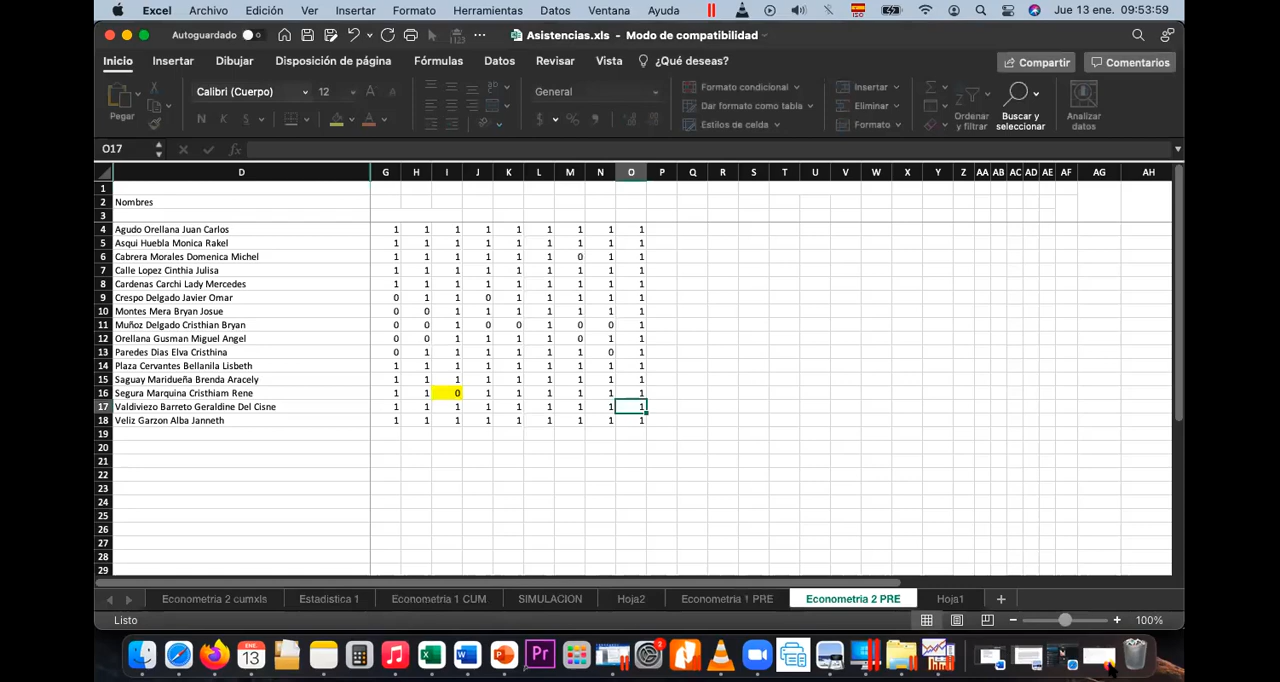 Excel Archivo Edición Ver Insertar Formato Herramientas Datos Ventana Ayuda Jue 13 ene. 09:53:59
Autoguardado Asistencias.xls - Modo de compatibilidad
Inicio Insertar Dibujar Disposición de página Fórmulas Datos Revisar Vista ¿Qué deseas? Compartir Comentarios
Calibri (Cuerpo) 12 General Formato condicional Insertar
Pegar N K S $ % Dar formato como tabla Eliminar Ordenar y filtrar Buscar y seleccionar Analizar datos
Estilos de celda Formato
O17 fx
D G H I J K L M N O P Q R S T U V W X Y Z AA AB AC AD AE AF AG AH
1
2 Nombres
3
4 Agudo Orellana Juan Carlos 1 1 1 1 1 1 1 1 1
5 Asqui Huebla Monica Rakel 1 1 1 1 1 1 1 1 1
6 Cabrera Morales Domenica Michel 1 1 1 1 1 1 0 1 1
7 Calle Lopez Cinthia Julisa 1 1 1 1 1 1 1 1 1
8 Cardenas Carchi Lady Mercedes 1 1 1 1 1 1 1 1 1
9 Crespo Delgado Javier Omar 0 1 1 0 1 1 1 1 1
10 Montes Mera Bryan Josue 0 0 1 1 1 1 1 1 1
11 Muñoz Delgado Cristhian Bryan 0 0 1 0 0 1 0 0 1
12 Orellana Gusman Miguel Angel 0 0 1 1 1 1 0 1 1
13 Paredes Dias Elva Cristhina 0 1 1 1 1 1 1 0 1
14 Plaza Cervantes Bellanila Lisbeth 1 1 1 1 1 1 1 1 1
15 Saguay Maridueña Brenda Aracely 1 1 1 1 1 1 1 1 1
16 Segura Marquina Cristhiam Rene 1 1 0 1 1 1 1 1 1
17 Valdiviezo Barreto Geraldine Del Cisne 1 1 1 1 1 1 1 1 1
18 Veliz Garzon Alba Janneth 1 1 1 1 1 1 1 1 1
19
20
21
22
23
24
25
26
27
28
29
Econometria 2 cumxls Estadistica 1 Econometria 1 CUM SIMULACION Hoja2 Econometria 1 PRE Econometria 2 PRE Hoja1
Listo 100%
13 Pr 2